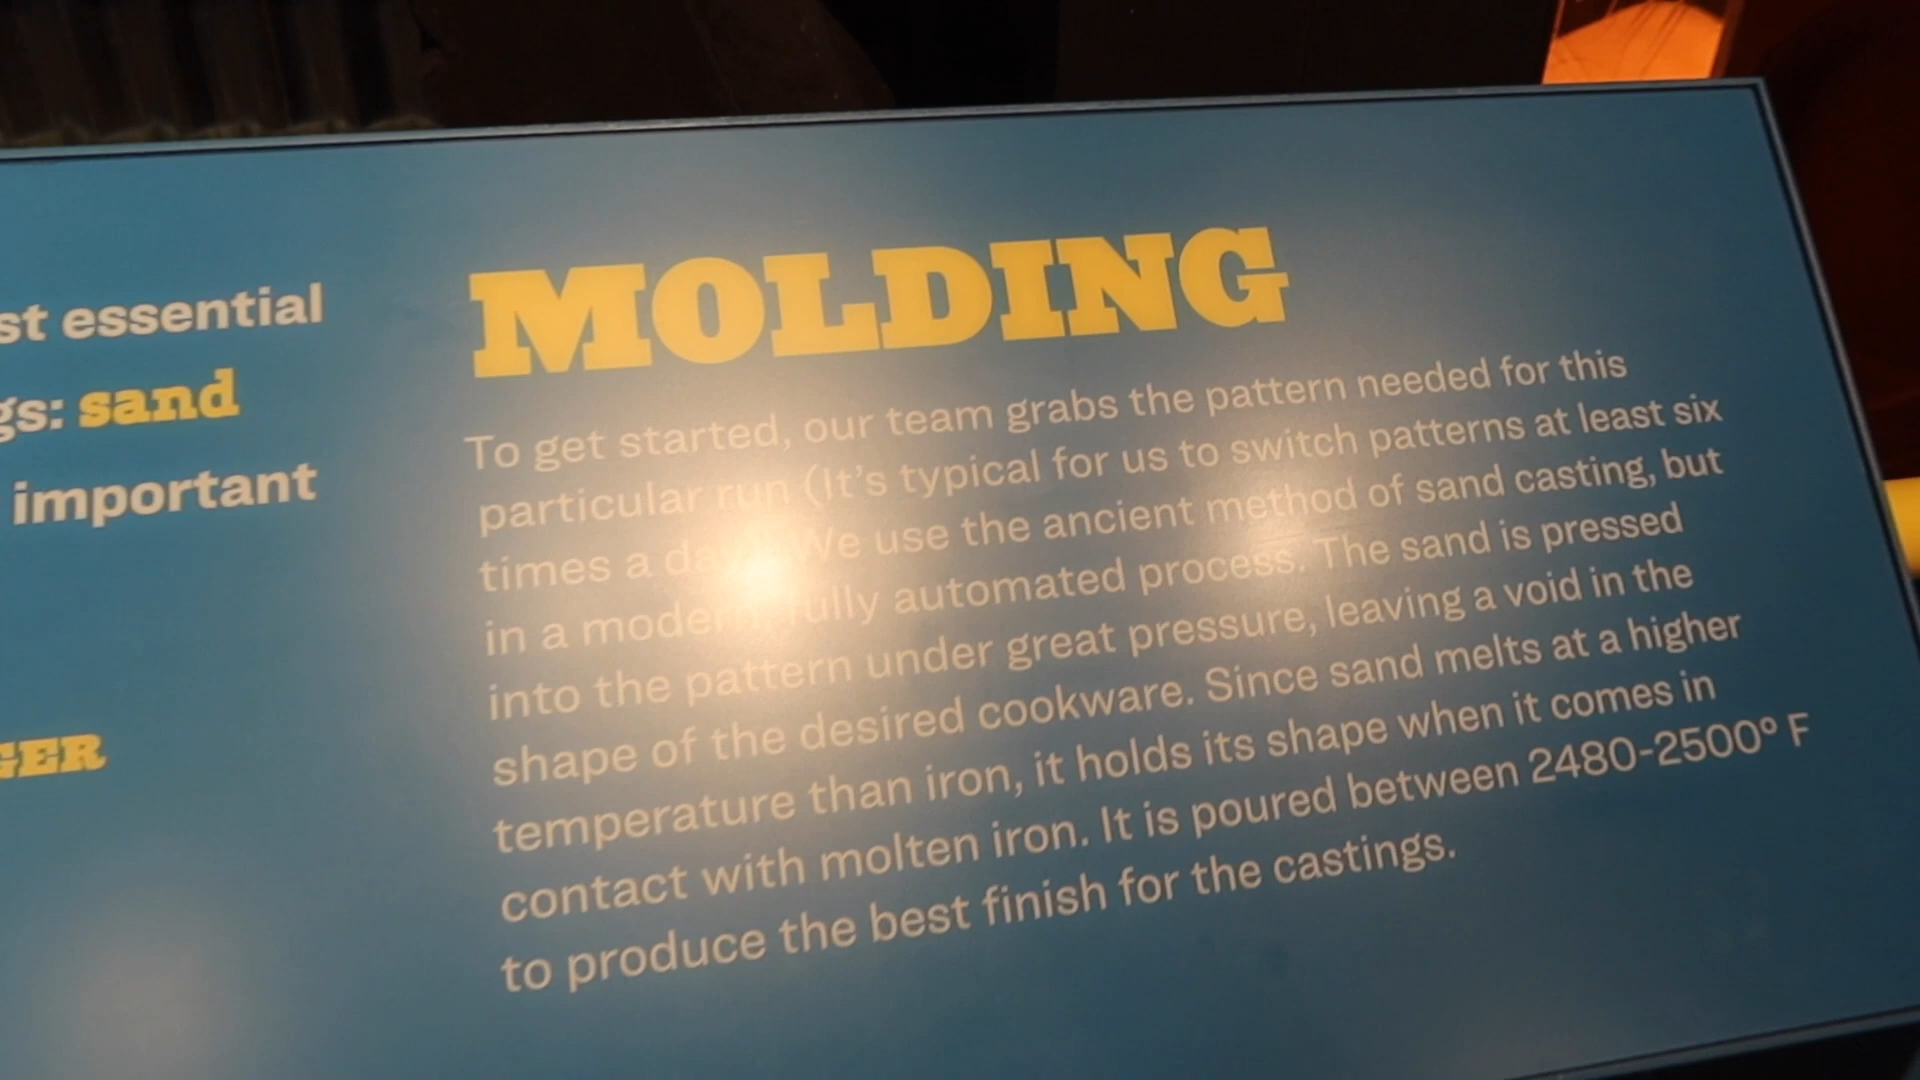 st essential
gs: sand
important
GER
MOLDING
To get started, our team grabs the pattern needed for this
particular run (It's typical for us to switch patterns at least six
times a day). We use the ancient method of sand casting, but
in a modern, fully automated process. The sand is pressed
into the pattern under great pressure, leaving a void in the
shape of the desired cookware. Since sand melts at a higher
temperature than iron, it holds its shape when it comes in
contact with molten iron. It is poured between 2480-2500° F
to produce the best finish for the castings.